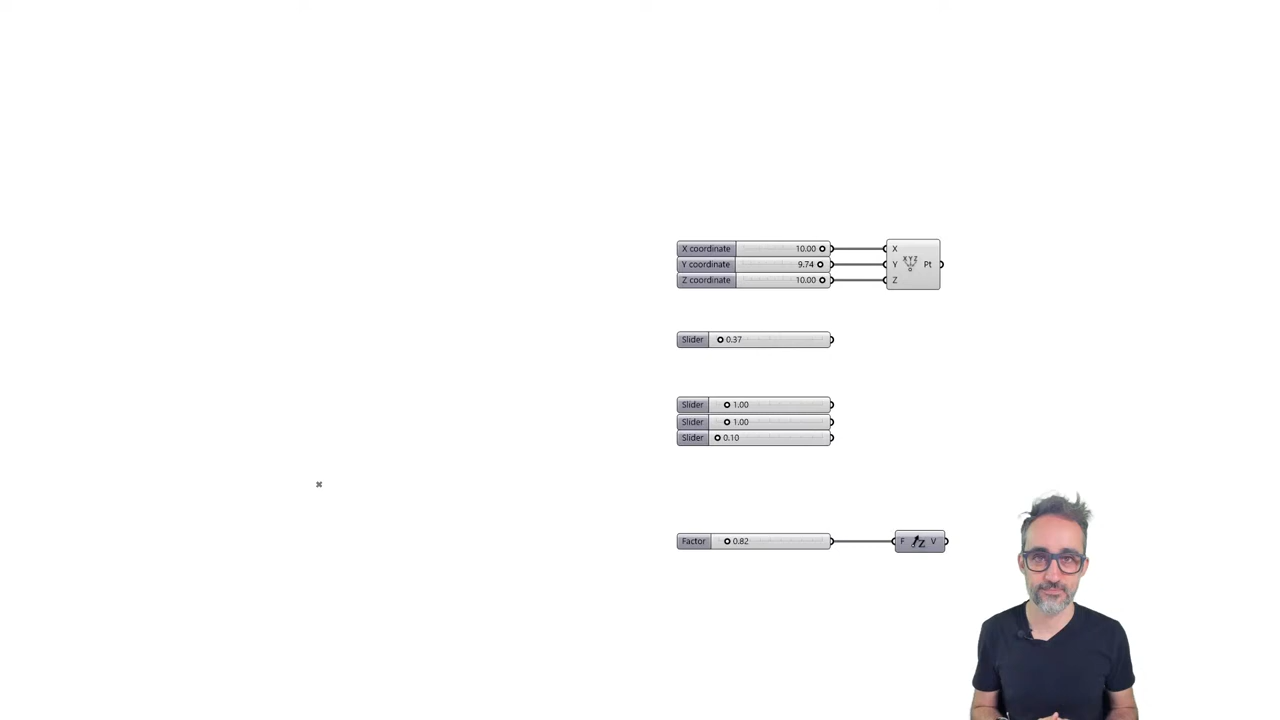 X coordinate 10.00 X
Y coordinate 9.74 Y XYZ Pt
Z coordinate 10.00 Z
Slider 0.37
Slider 1.00
Slider 1.00
Slider 0.10
Factor 0.82 F Z V